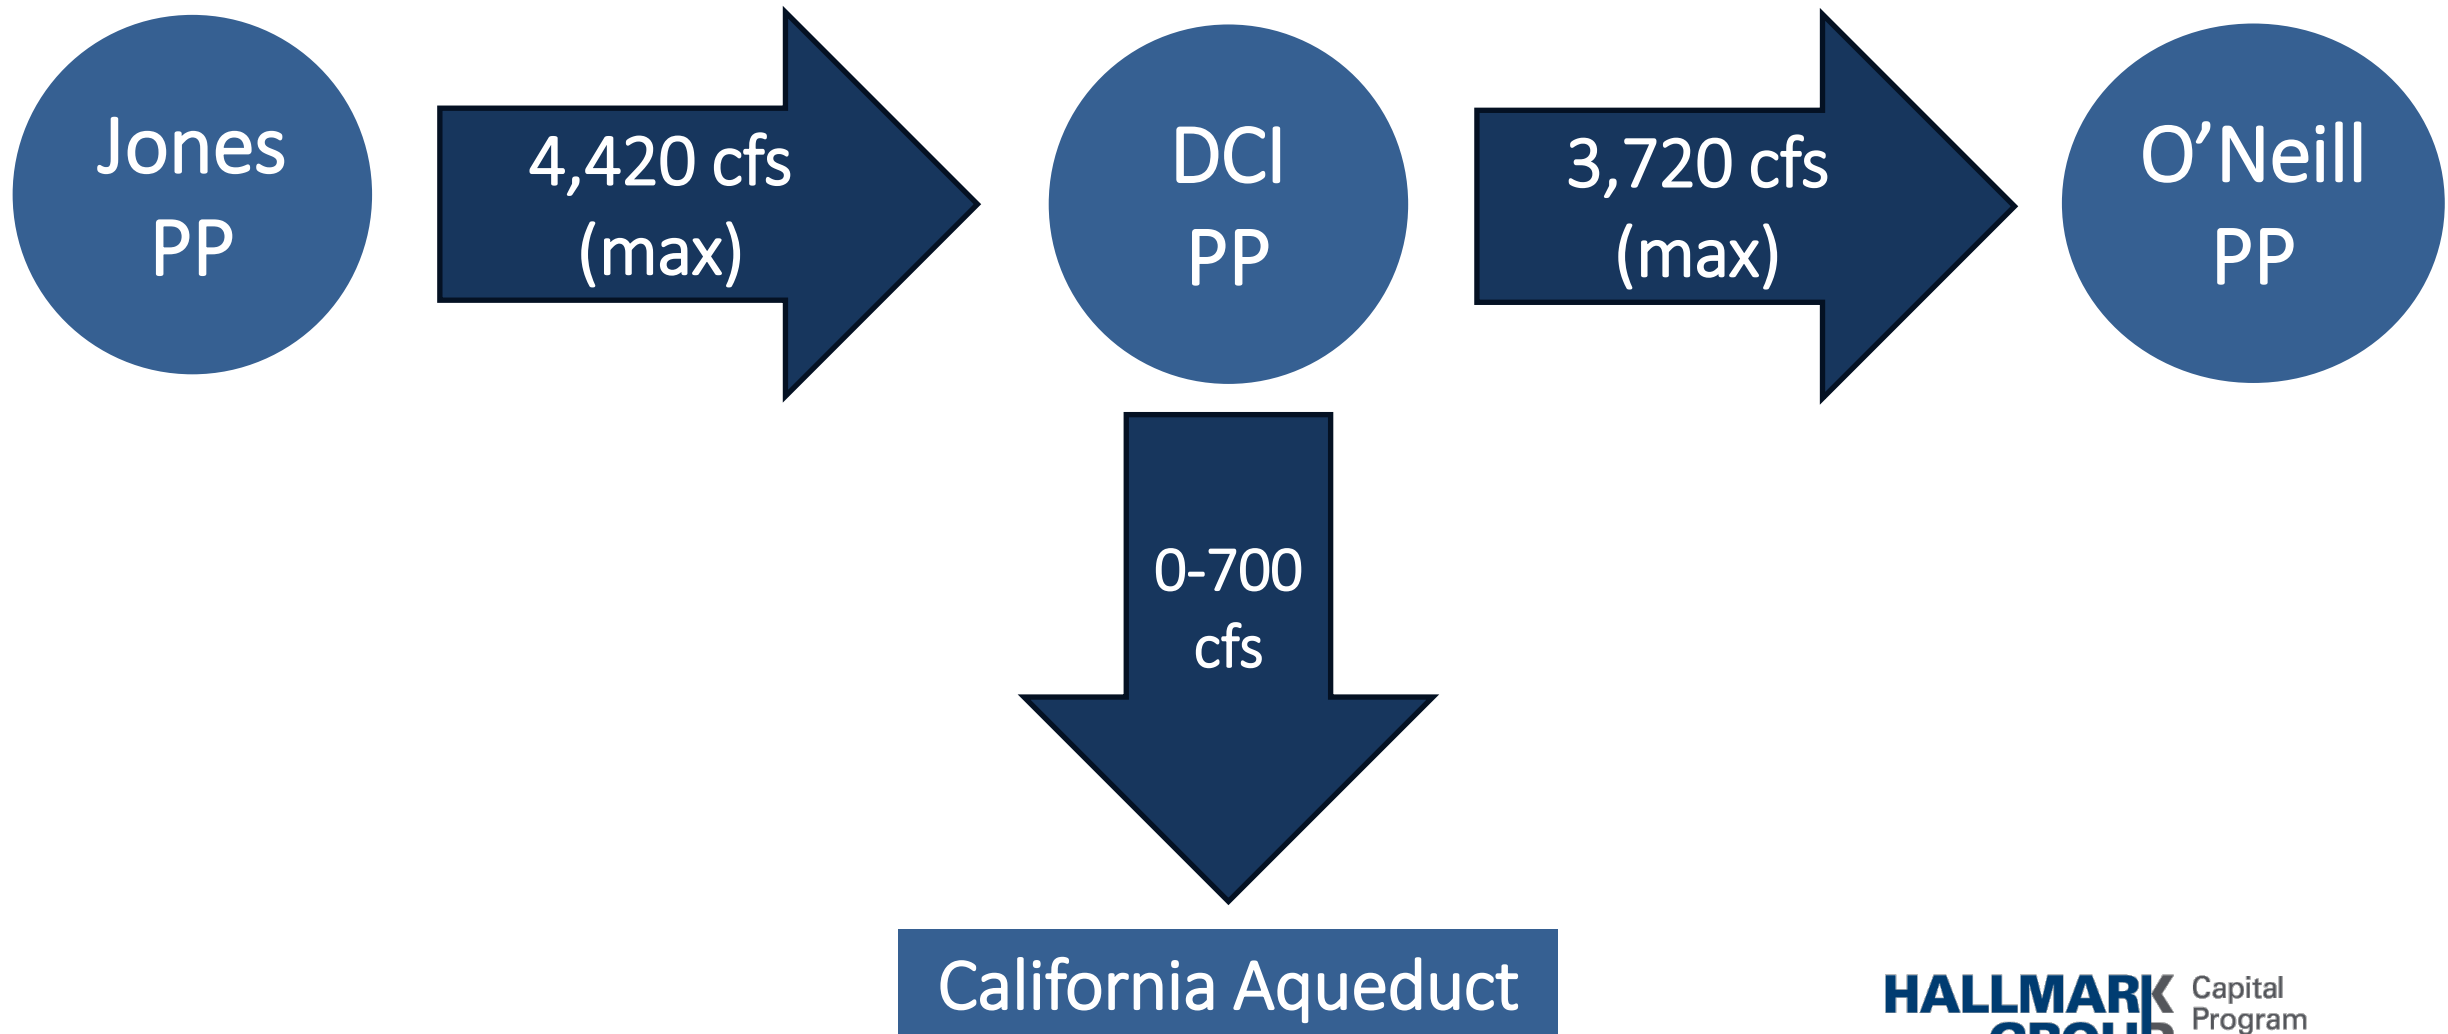 Jones
PP
4,420 cfs
(max)
DCI
PP
3,720 cfs
(max)
O’Neill
PP
0-700
cfs
California Aqueduct
HALLMARK
GROUP
Capital
Program